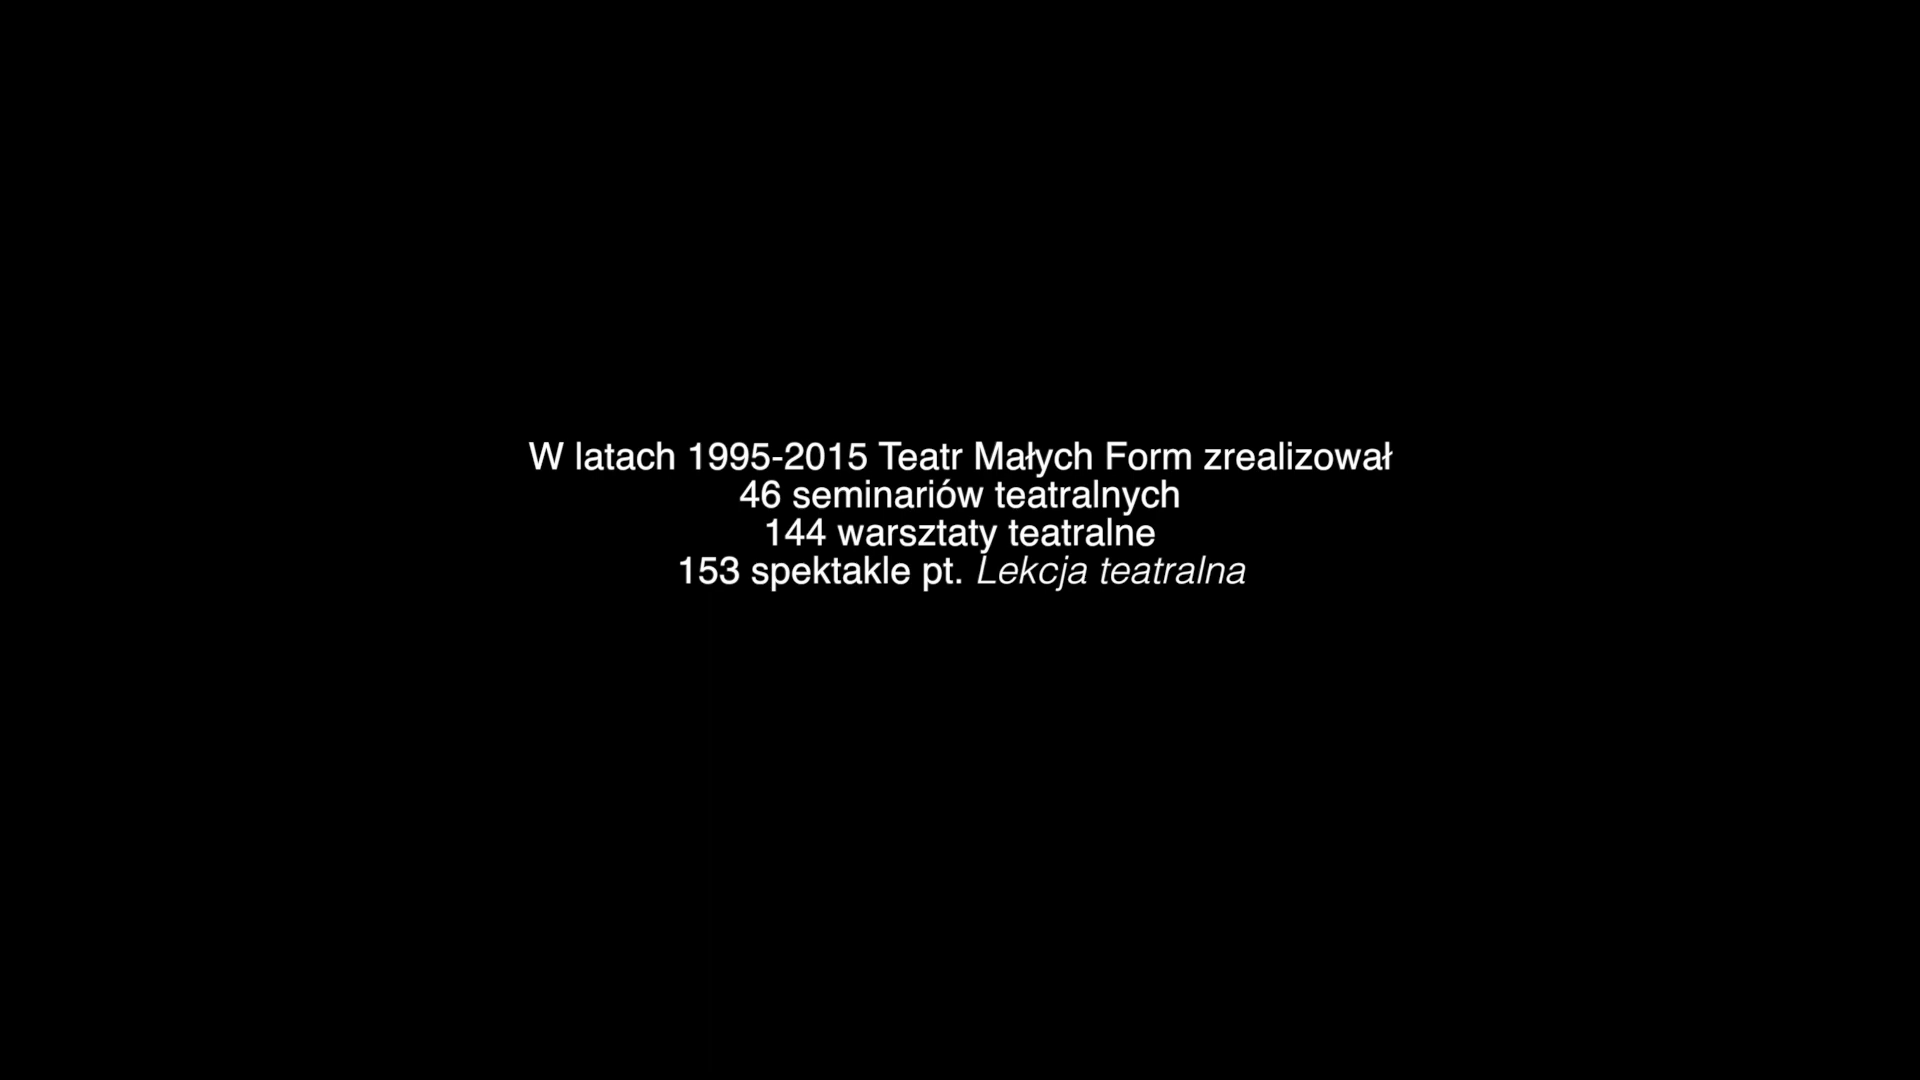 W latach 1995-2015 Teatr Małych Form zrealizował
46 seminariów teatralnych
144 warsztaty teatralne
153 spektakle pt. Lekcja teatralna